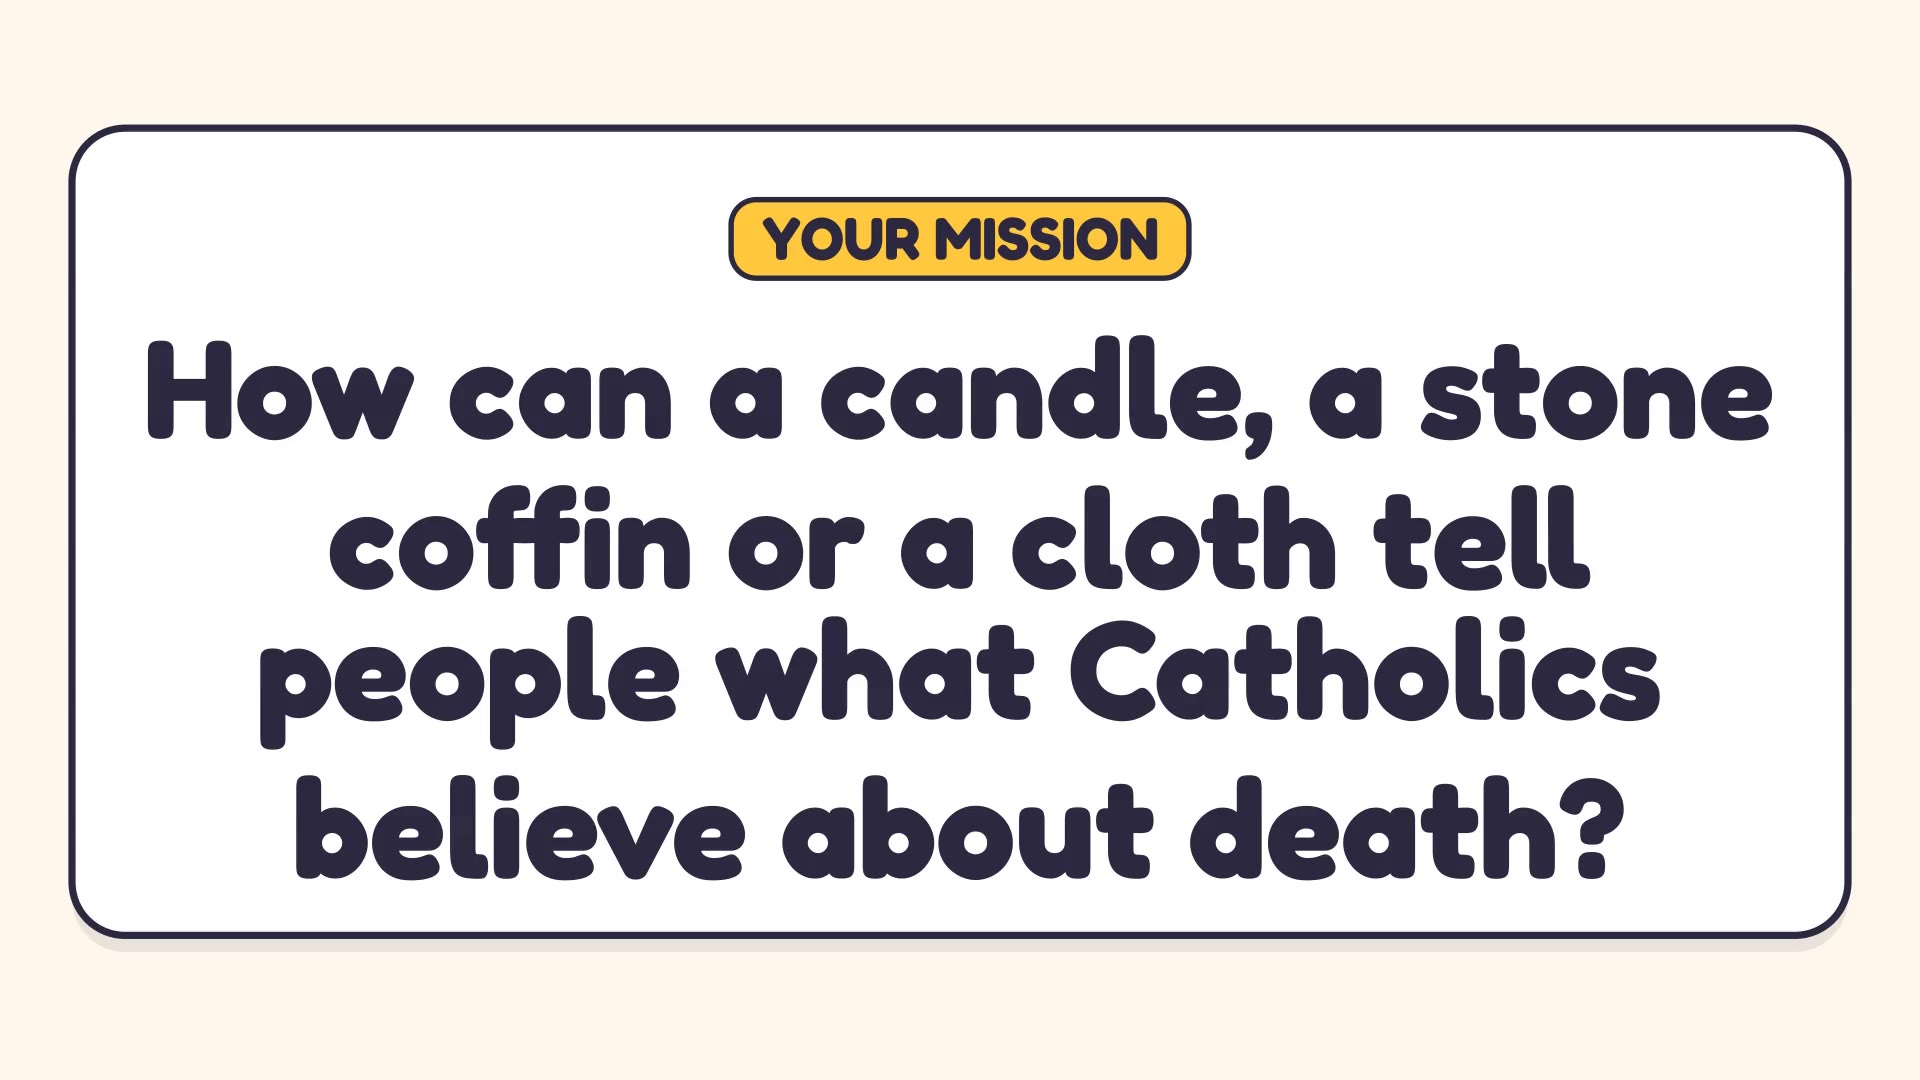 YOUR MISSION
How can a candle, a stone
coffin or a cloth tell
people what Catholics
believe about death?